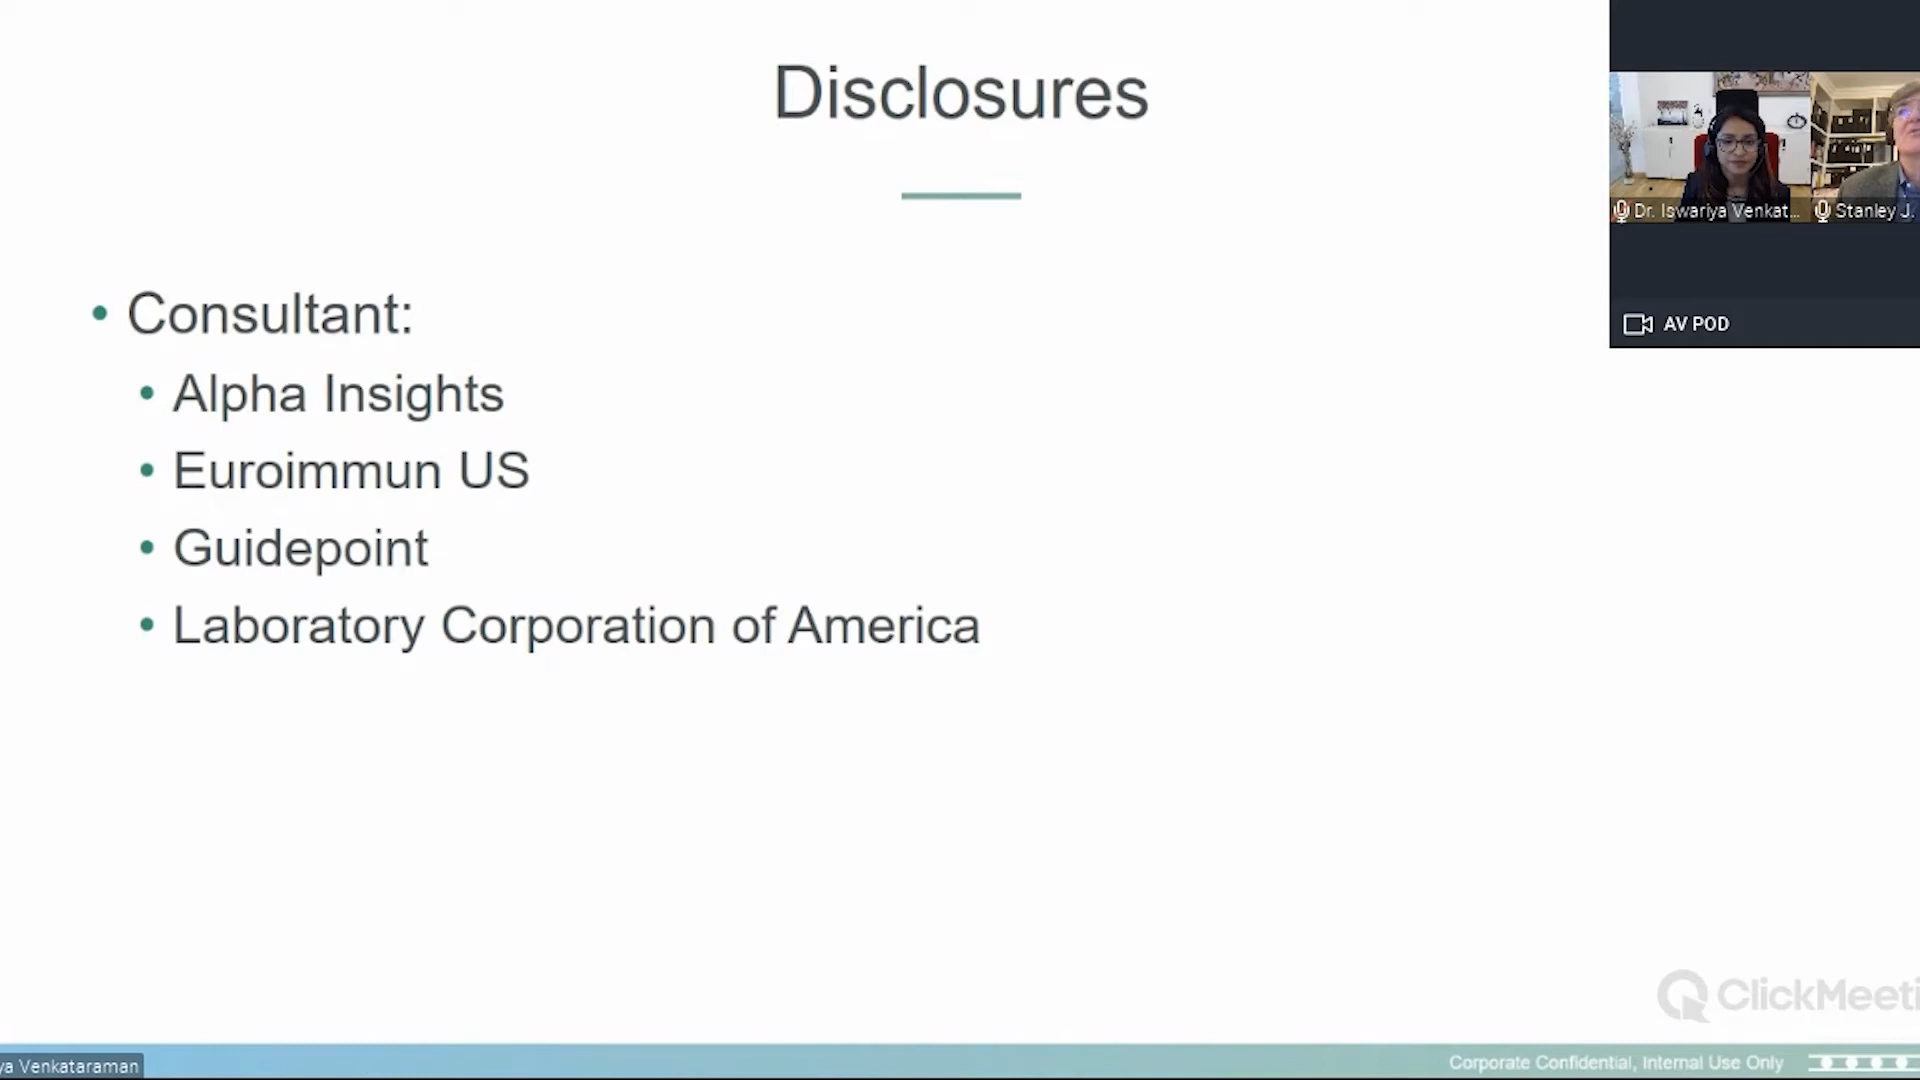 Disclosures
Dr. Iswariya Venkat...
Stanley J.
AV POD
• Consultant:
• Alpha Insights
• Euroimmun US
• Guidepoint
• Laboratory Corporation of America
ClickMeeti
ya Venkataraman
Corporate Confidential, Internal Use Only